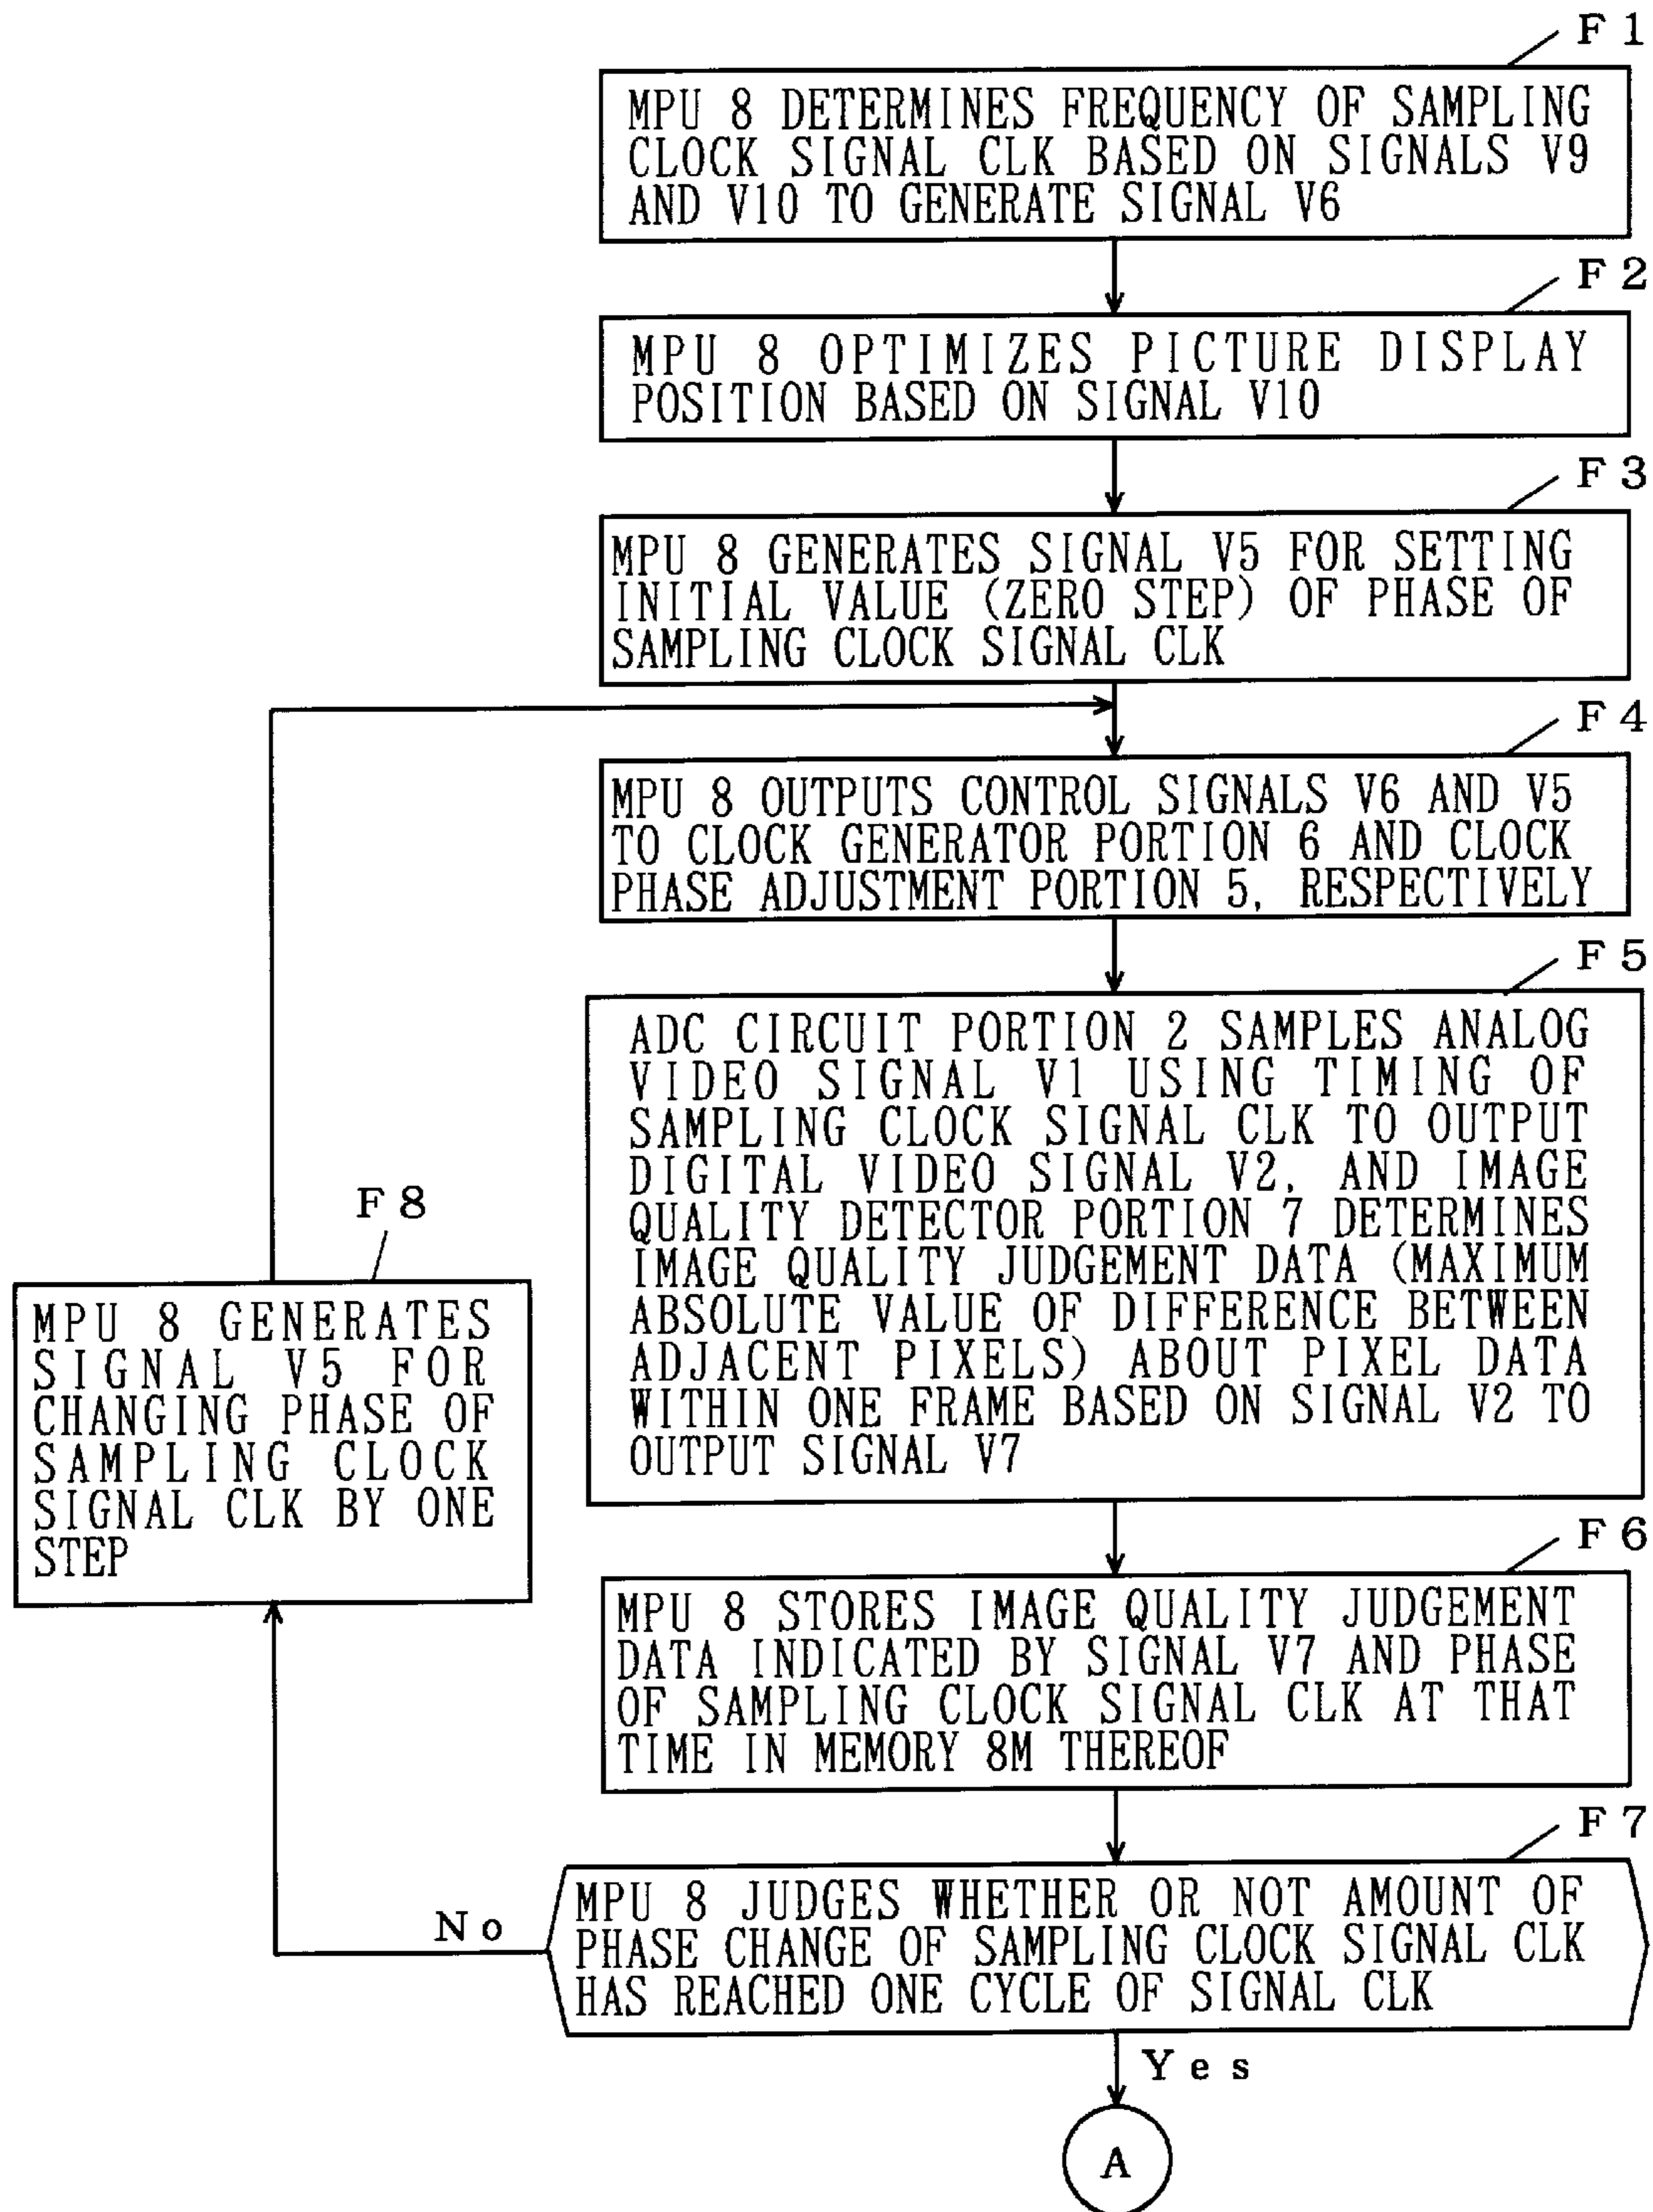 F 1
MPU 8 DETERMINES FREQUENCY OF SAMPLING
CLOCK SIGNAL CLK BASED ON SIGNALS V9
AND V10 TO GENERATE SIGNAL V6
F 2
MPU 8 OPTIMIZES PICTURE DISPLAY
POSITION BASED ON SIGNAL V10
F 3
MPU 8 GENERATES SIGNAL V5 FOR SETTING
INITIAL VALUE (ZERO STEP) OF PHASE OF
SAMPLING CLOCK SIGNAL CLK
F 4
MPU 8 OUTPUTS CONTROL SIGNALS V6 AND V5
TO CLOCK GENERATOR PORTION 6 AND CLOCK
PHASE ADJUSTMENT PORTION 5, RESPECTIVELY
F 5
ADC CIRCUIT PORTION 2 SAMPLES ANALOG
VIDEO SIGNAL V1 USING TIMING OF
SAMPLING CLOCK SIGNAL CLK TO OUTPUT
DIGITAL VIDEO SIGNAL V2, AND IMAGE
QUALITY DETECTOR PORTION 7 DETERMINES
IMAGE QUALITY JUDGEMENT DATA (MAXIMUM
ABSOLUTE VALUE OF DIFFERENCE BETWEEN
ADJACENT PIXELS) ABOUT PIXEL DATA
WITHIN ONE FRAME BASED ON SIGNAL V2 TO
OUTPUT SIGNAL V7
F 8
MPU 8 GENERATES
SIGNAL V5 FOR
CHANGING PHASE OF
SAMPLING CLOCK
SIGNAL CLK BY ONE
STEP
F 6
MPU 8 STORES IMAGE QUALITY JUDGEMENT
DATA INDICATED BY SIGNAL V7 AND PHASE
OF SAMPLING CLOCK SIGNAL CLK AT THAT
TIME IN MEMORY 8M THEREOF
F 7
MPU 8 JUDGES WHETHER OR NOT AMOUNT OF
PHASE CHANGE OF SAMPLING CLOCK SIGNAL CLK
HAS REACHED ONE CYCLE OF SIGNAL CLK
No
Yes
A